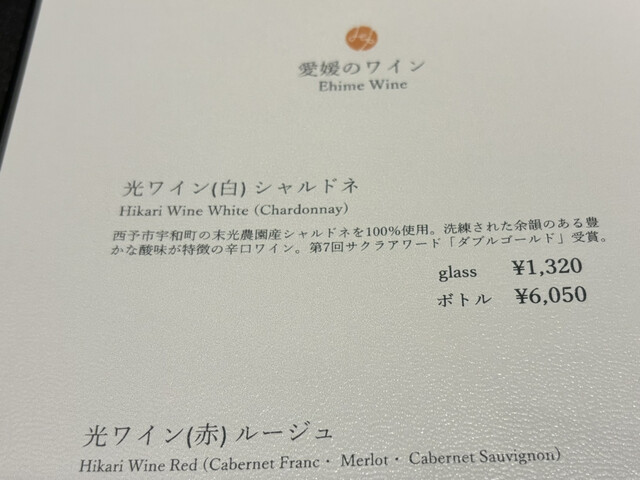 愛媛のワイン
Ehime Wine
光ワイン(白) シャルドネ
Hikari Wine White (Chardonnay)
西予市宇和町の末光農園産シャルドネを100%使用。洗練された余韻のある豊
かな酸味が特徴の辛口ワイン。第7回サクラアワード「ダブルゴールド」受賞。
glass ¥1,320
ボトル ¥6,050
光ワイン(赤) ルージュ
Hikari Wine Red (Cabernet Franc・ Merlot・ Cabernet Sauvignon)